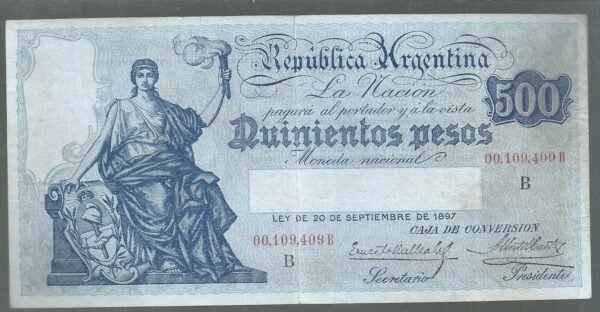 República Argentina
La Nación
pagará al portador y á la vista
500
Quinientos pesos
Moneda nacional
00.109.409 B
B
LEY DE 20 DE SEPTIEMBRE DE 1897
CAJA DE CONVERSION
00.109.409 B
B
Secretario
Presidente